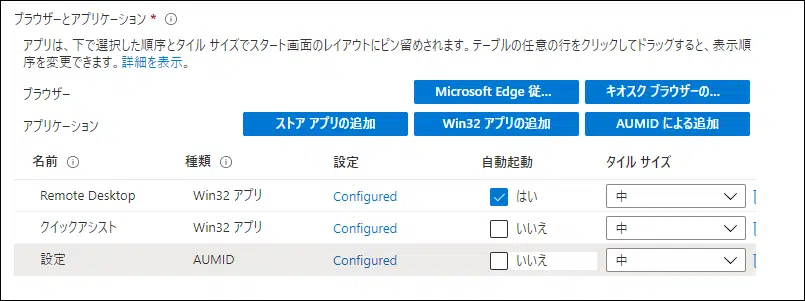 ブラウザーとアプリケーション *
アプリは、下で選択した順序とタイル サイズでスタート画面のレイアウトにピン留めされます。テーブルの任意の行をクリックしてドラッグすると、表示順
序を変更できます。詳細を表示。
ブラウザー Microsoft Edge 従... キオスク ブラウザーの...
アプリケーション ストア アプリの追加 Win32 アプリの追加 AUMID による追加
名前 種類 設定 自動起動 タイル サイズ
Remote Desktop Win32 アプリ Configured はい 中
クイックアシスト Win32 アプリ Configured いいえ 中
設定 AUMID Configured いいえ 中